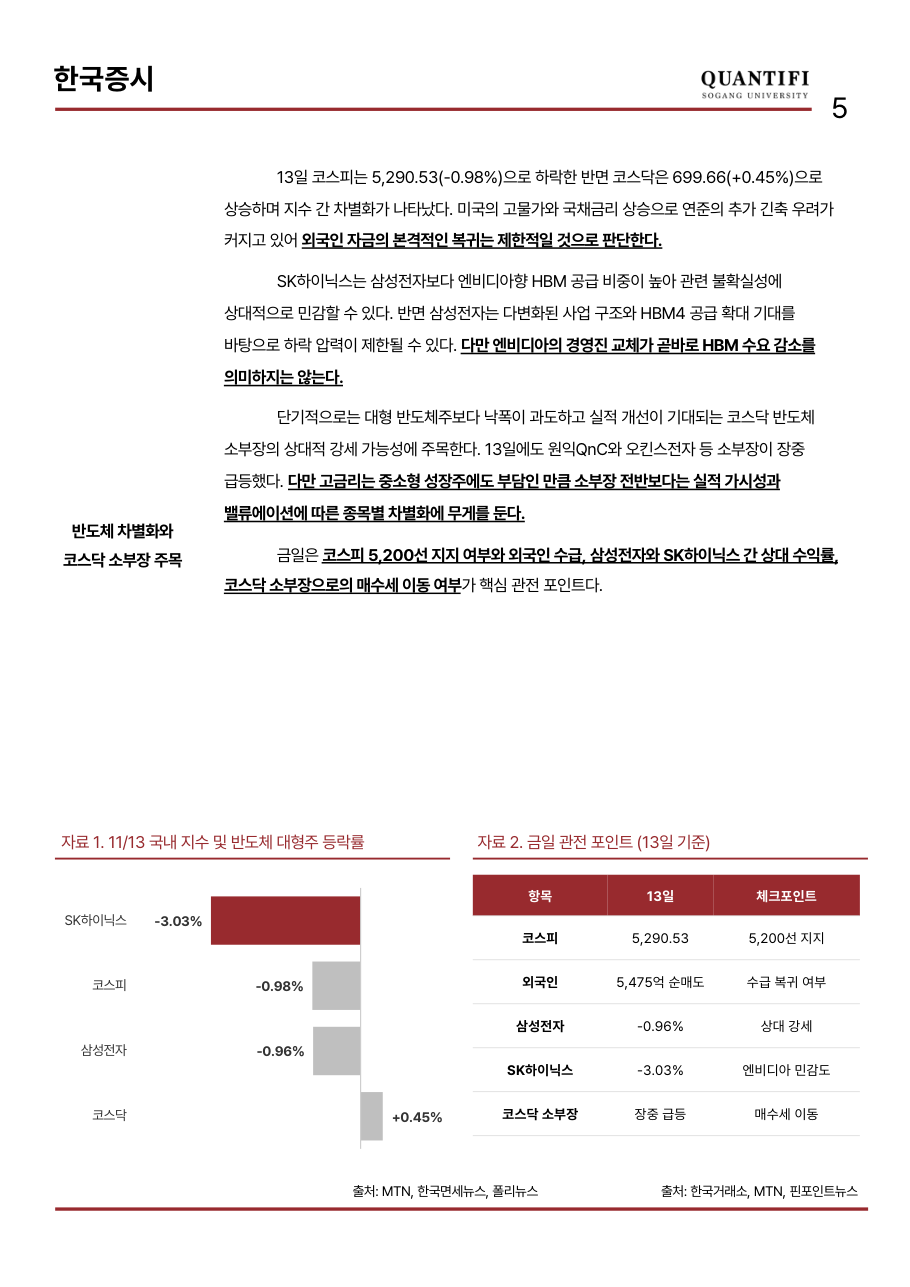 한국증시
QUANTIFI
SOGANG UNIVERSITY
5
13일 코스피는 5,290.53(-0.98%)으로 하락한 반면 코스닥은 699.66(+0.45%)으로
상승하며 지수 간 차별화가 나타났다. 미국의 고물가와 국채금리 상승으로 연준의 추가 긴축 우려가
커지고 있어 외국인 자금의 본격적인 복귀는 제한적일 것으로 판단한다.
SK하이닉스는 삼성전자보다 엔비디아향 HBM 공급 비중이 높아 관련 불확실성에
상대적으로 민감할 수 있다. 반면 삼성전자는 다변화된 사업 구조와 HBM4 공급 확대 기대를
바탕으로 하락 압력이 제한될 수 있다. 다만 엔비디아의 경영진 교체가 곧바로 HBM 수요 감소를
의미하지는 않는다.
단기적으로는 대형 반도체주보다 낙폭이 과도하고 실적 개선이 기대되는 코스닥 반도체
소부장의 상대적 강세 가능성에 주목한다. 13일에도 원익QnC와 오킨스전자 등 소부장이 장중
급등했다. 다만 고금리는 중소형 성장주에도 부담인 만큼 소부장 전반보다는 실적 가시성과
밸류에이션에 따른 종목별 차별화에 무게를 둔다.
반도체 차별화와
코스닥 소부장 주목
금일은 코스피 5,200선 지지 여부와 외국인 수급, 삼성전자와 SK하이닉스 간 상대 수익률,
코스닥 소부장으로의 매수세 이동 여부가 핵심 관전 포인트다.
자료 1. 11/13 국내 지수 및 반도체 대형주 등락률
SK하이닉스 -3.03%
코스피 -0.98%
삼성전자 -0.96%
코스닥 +0.45%
출처: MTN, 한국면세뉴스, 폴리뉴스
자료 2. 금일 관전 포인트 (13일 기준)
항목 13일 체크포인트
코스피 5,290.53 5,200선 지지
외국인 5,475억 순매도 수급 복귀 여부
삼성전자 -0.96% 상대 강세
SK하이닉스 -3.03% 엔비디아 민감도
코스닥 소부장 장중 급등 매수세 이동
출처: 한국거래소, MTN, 핀포인트뉴스